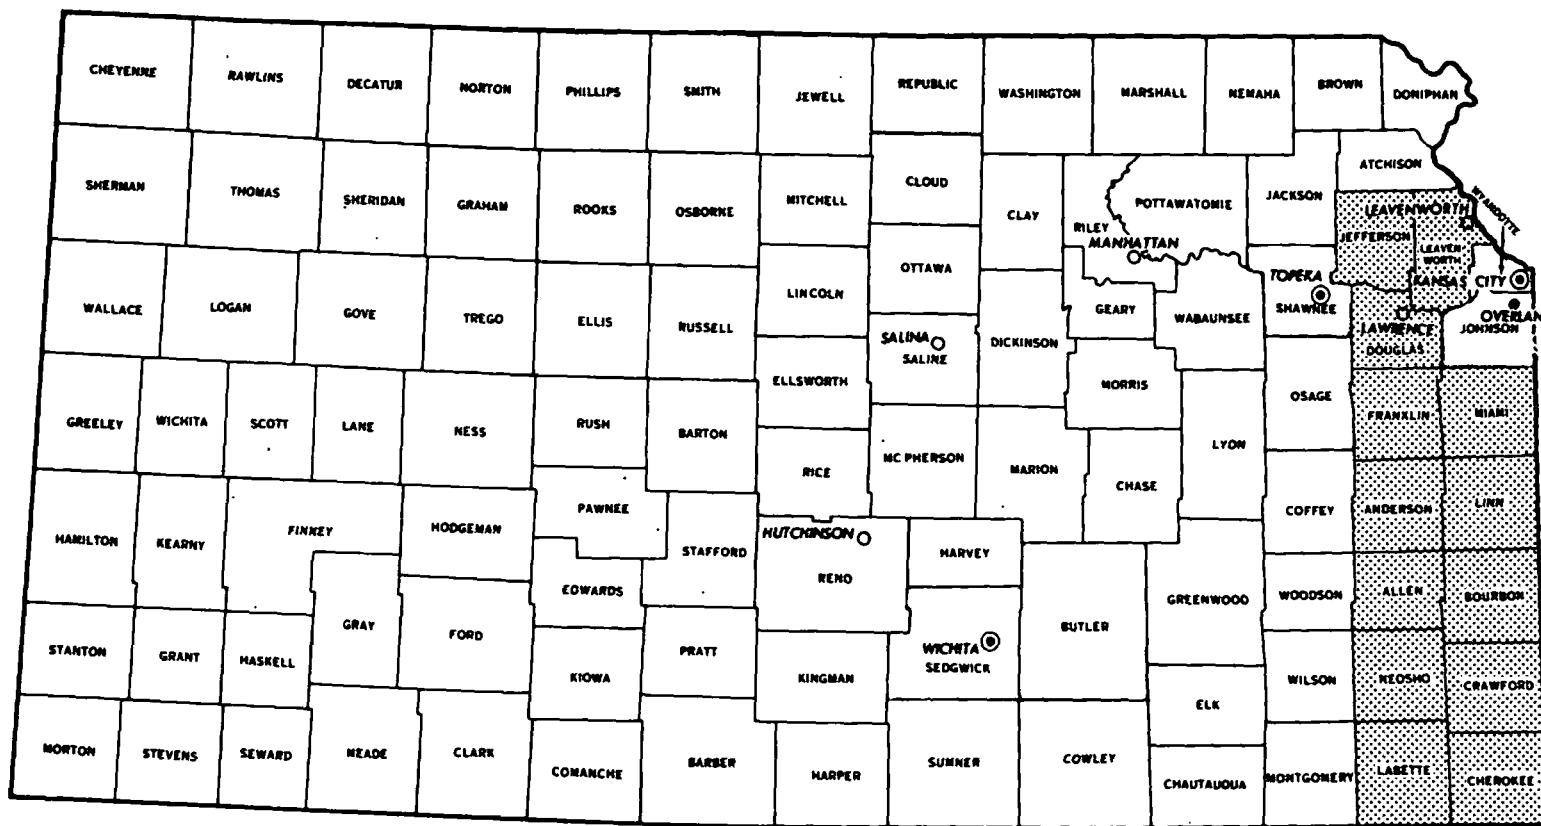 CHEYENNE
RAWLINS
DECATUR
NORTON
PHILLIPS
SMITH
JEWELL
REPUBLIC
WASHINGTON
MARSHALL
NEMAHA
BROWN
DONIPHAN
SHERMAN
THOMAS
SHERIDAN
GRAHAM
ROOKS
OSBORNE
MITCHELL
CLOUD
CLAY
RILEY
MANHATTAN
POTTAWATOMIE
JACKSON
ATCHISON
LEAVENWORTH
WYANDOTTE
JEFFERSON
LEAVEN
WORTH
KANSAS CITY
WALLACE
LOGAN
GOVE
TREGO
ELLIS
RUSSELL
LINCOLN
OTTAWA
SALINA
SALINE
DICKINSON
GEARY
WABAUNSEE
TOPEKA
SHAWNEE
LAWRENCE
DOUGLAS
OVERLAN
JOHNSON
GREELEY
WICHITA
SCOTT
LANE
NESS
RUSH
BARTON
ELLSWORTH
RICE
MC PHERSON
MARION
MORRIS
CHASE
LYON
OSAGE
FRANKLIN
MIAMI
HAMILTON
KEARNY
FINNEY
HODGEMAN
PAWNEE
STAFFORD
HUTCHINSON
RENO
HARVEY
COFFEY
ANDERSON
LINN
EDWARDS
GRAY
FORD
BUTLER
GREENWOOD
WOODSON
ALLEN
BOURBON
STANTON
GRANT
HASKELL
KIOWA
PRATT
KINGMAN
WICHITA
SEDGWICK
ELK
WILSON
NEOSHO
CRAWFORD
MORTON
STEVENS
SEWARD
MEADE
CLARK
COMANCHE
BARBER
HARPER
SUMNER
COWLEY
CHAUTAUQUA
MONTGOMERY
LABETTE
CHEROKEE